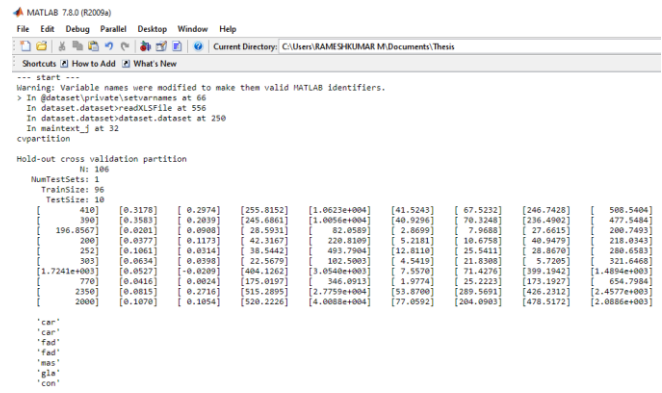 MATLAB 7.8.0 (R2009a)
File Edit Debug Parallel Desktop Window Help
Current Directory: C:\Users\RAMESHKUMAR M\Documents\Thesis
Shortcuts How to Add What's New
--- start ---
Warning: Variable names were modified to make them valid MATLAB identifiers.
> In @dataset\private\setvarnames at 66
In dataset.dataset>readXLSFile at 556
In dataset.dataset>dataset.dataset at 250
In maintext_j at 32
cvpartition
Hold-out cross validation partition
N: 106
NumTestSets: 1
TrainSize: 96
TestSize: 10
[ 410] [0.3178] [ 0.2974] [255.8152] [1.0623e+004] [41.5243] [ 67.5232] [246.7428] [ 508.5404]
[ 390] [0.3583] [ 0.2039] [245.6861] [1.0056e+004] [40.9296] [ 70.3248] [236.4902] [ 477.5484]
[ 196.8567] [0.0201] [ 0.0908] [ 28.5931] [ 82.0589] [ 2.8699] [ 7.9688] [ 27.6615] [ 200.7493]
[ 200] [0.0377] [ 0.1173] [ 42.3167] [ 220.8109] [ 5.2181] [ 10.6758] [ 40.9479] [ 218.0343]
[ 252] [0.1061] [ 0.0314] [ 38.5442] [ 493.7904] [12.8110] [ 25.5411] [ 28.8670] [ 280.6583]
[ 303] [0.0634] [ 0.0398] [ 22.5679] [ 102.5003] [ 4.5419] [ 21.8308] [ 5.7205] [ 321.6468]
[1.7241e+003] [0.0527] [-0.0209] [404.1262] [3.0540e+004] [ 7.5570] [ 71.4276] [399.1942] [1.4894e+003]
[ 770] [0.0416] [ 0.0024] [175.0197] [ 346.0913] [ 1.9774] [ 25.2223] [173.1927] [ 654.7984]
[ 2350] [0.0815] [ 0.2716] [515.2895] [2.7759e+004] [53.8700] [289.5691] [426.2312] [2.4577e+003]
[ 2000] [0.1070] [ 0.1054] [520.2226] [4.0088e+004] [77.0592] [204.0903] [478.5172] [2.0886e+003]
'car'
'car'
'fad'
'fad'
'mas'
'gla'
'con'